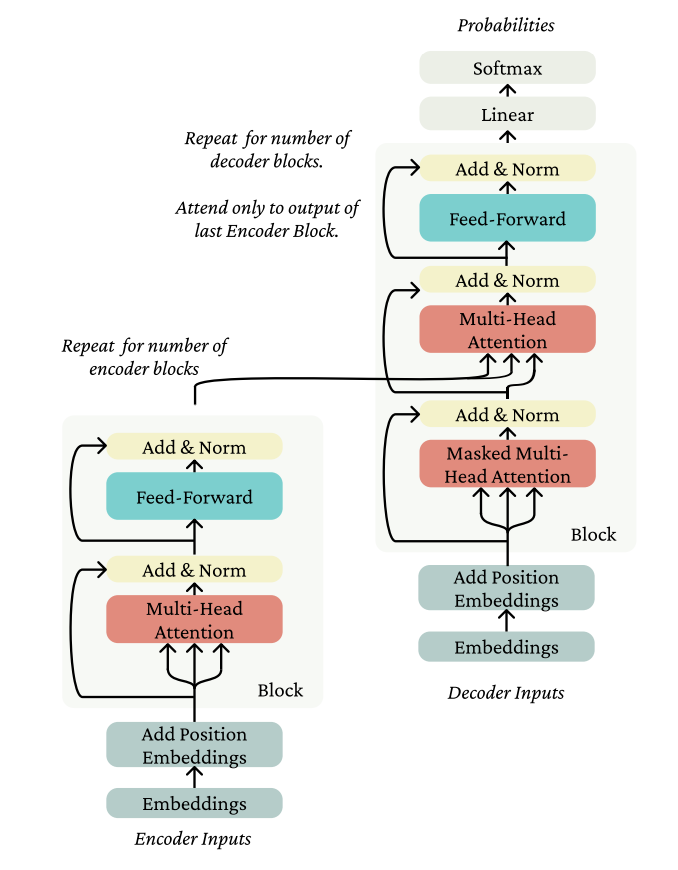 Probabilities
Softmax
Linear
Repeat for number of
decoder blocks.
Attend only to output of
last Encoder Block.
Add & Norm
Feed-Forward
Add & Norm
Multi-Head
Attention
Add & Norm
Masked Multi-
Head Attention
Block
Add Position
Embeddings
Embeddings
Decoder Inputs
Repeat for number of
encoder blocks
Add & Norm
Feed-Forward
Add & Norm
Multi-Head
Attention
Block
Add Position
Embeddings
Embeddings
Encoder Inputs